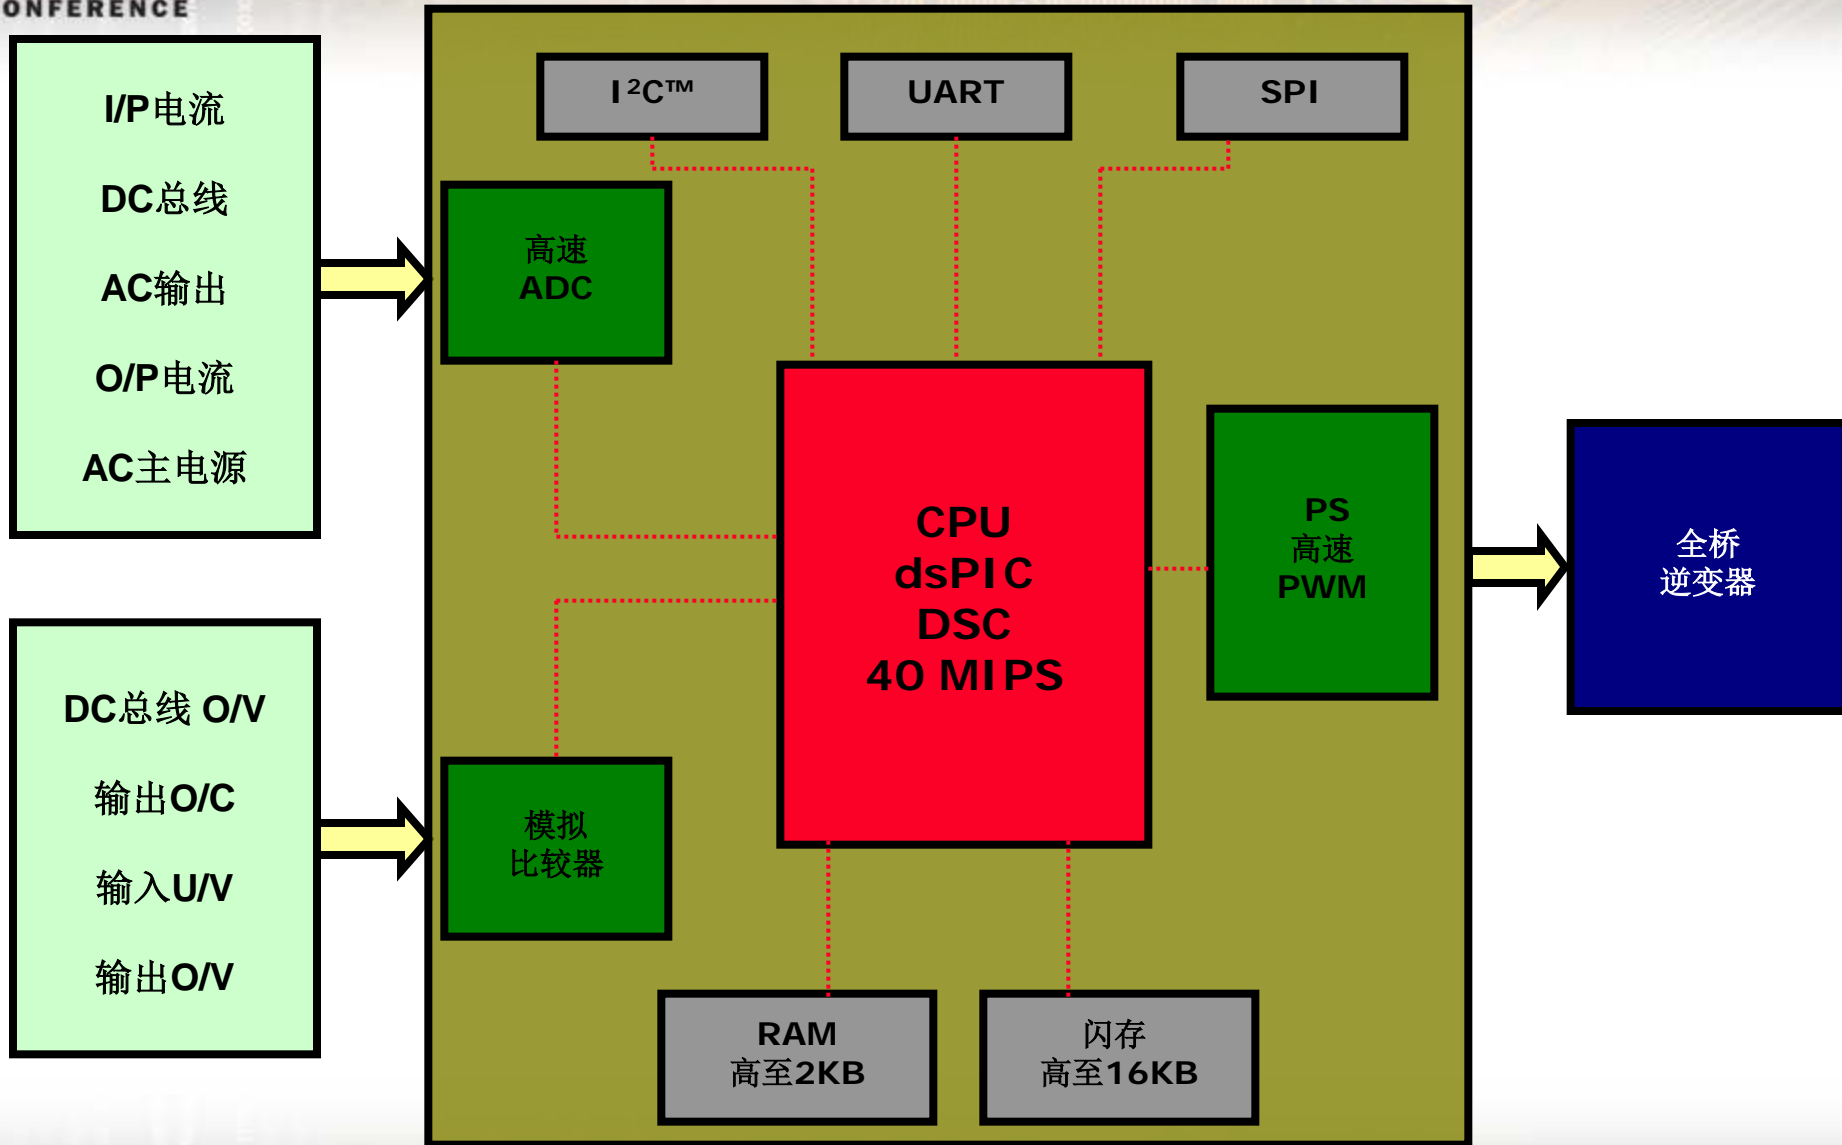 ONFERENCE
I/P电流
DC总线
AC输出
O/P电流
AC主电源
DC总线 O/V
输出O/C
输入U/V
输出O/V
I²C™
UART
SPI
高速
ADC
模拟
比较器
CPU
dsPIC
DSC
40 MIPS
PS
高速
PWM
RAM
高至2KB
闪存
高至16KB
全桥
逆变器